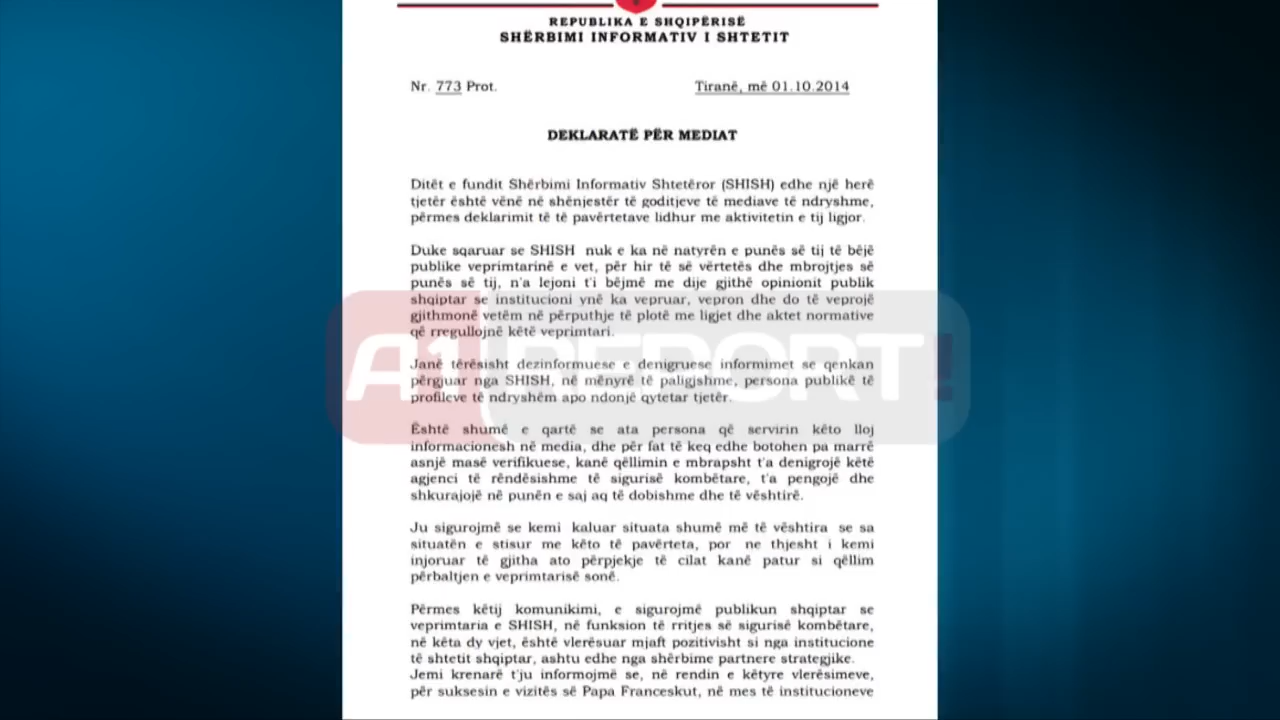 REPUBLIKA E SHQIPËRISË
SHËRBIMI INFORMATIV I SHTETIT
Nr. 773 Prot. Tiranë, më 01.10.2014
DEKLARATË PËR MEDIAT
Ditët e fundit Shërbimi Informativ Shtetëror (SHISH) edhe një herë
tjetër është vënë në shënjestër të goditjeve të mediave të ndryshme,
përmes deklarimit të të pavërtetave lidhur me aktivitetin e tij ligjor.
Duke sqaruar se SHISH nuk e ka në natyrën e punës së tij të bëjë
publike veprimtarinë e vet, për hir të së vërtetës dhe mbrojtjes së
punës së tij, n'a lejoni t'i bëjmë me dije gjithë opinionit publik
shqiptar se institucioni ynë ka vepruar, vepron dhe do të veprojë
gjithmonë vetëm në përputhje të plotë me ligjet dhe aktet normative
që rregullojnë këtë veprimtari.
Janë tërësisht dezinformuese e denigruese informimet se qenkan
përgjuar nga SHISH, në mënyrë të paligjshme, persona publikë të
profileve të ndryshëm apo ndonjë qytetar tjetër.
A1 REPORT!
Është shumë e qartë se ata persona që servirin këto lloj
informacionesh në media, dhe për fat të keq edhe botohen pa marrë
asnjë masë verifikuese, kanë qëllimin e mbrapsht t'a denigrojë këtë
agjenci të rëndësishme të sigurisë kombëtare, t'a pengojë dhe
shkurajojë në punën e saj aq të dobishme dhe të vështirë.
Ju sigurojmë se kemi kaluar situata shumë më të vështira se sa
situatën e stisur me këto të pavërteta, por ne thjesht i kemi
injoruar të gjitha ato përpjekje të cilat kanë patur si qëllim
përbaltjen e veprimtarisë sonë.
Përmes këtij komunikimi, e sigurojmë publikun shqiptar se
veprimtaria e SHISH, në funksion të rritjes së sigurisë kombëtare,
në këta dy vjet, është vlerësuar mjaft pozitivisht si nga institucione
të shtetit shqiptar, ashtu edhe nga shërbime partnere strategjike.
Jemi krenarë t'ju informojmë se, në rendin e këtyre vlerësimeve,
për suksesin e vizitës së Papa Franceskut, në mes të institucioneve